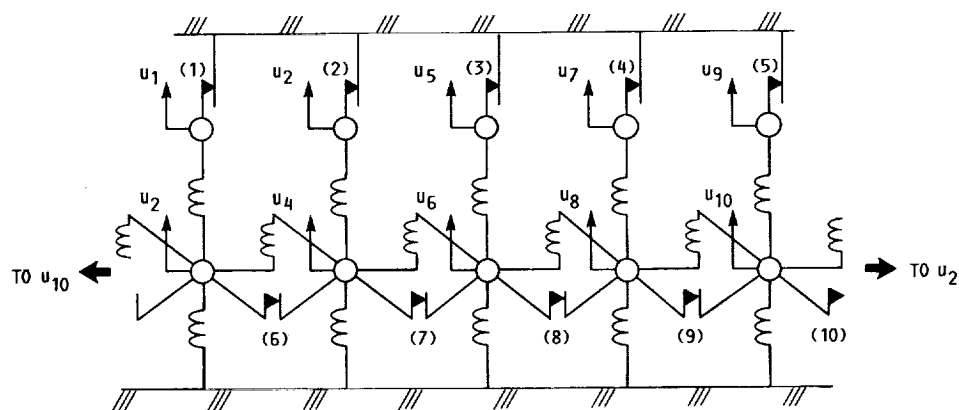 u1 (1) u2 (2) u5 (3) u7 (4) u9 (5)
u2 u4 u6 u8 u10
TO u10 TO u2
(6) (7) (8) (9) (10)